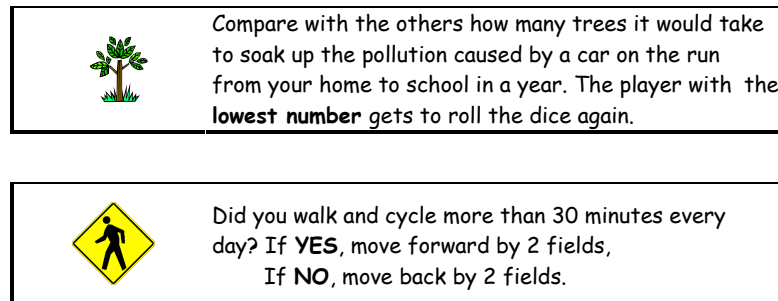 Compare with the others how many trees it would take
to soak up the pollution caused by a car on the run
from your home to school in a year. The player with the
lowest number gets to roll the dice again.
Did you walk and cycle more than 30 minutes every
day? If YES, move forward by 2 fields,
If NO, move back by 2 fields.